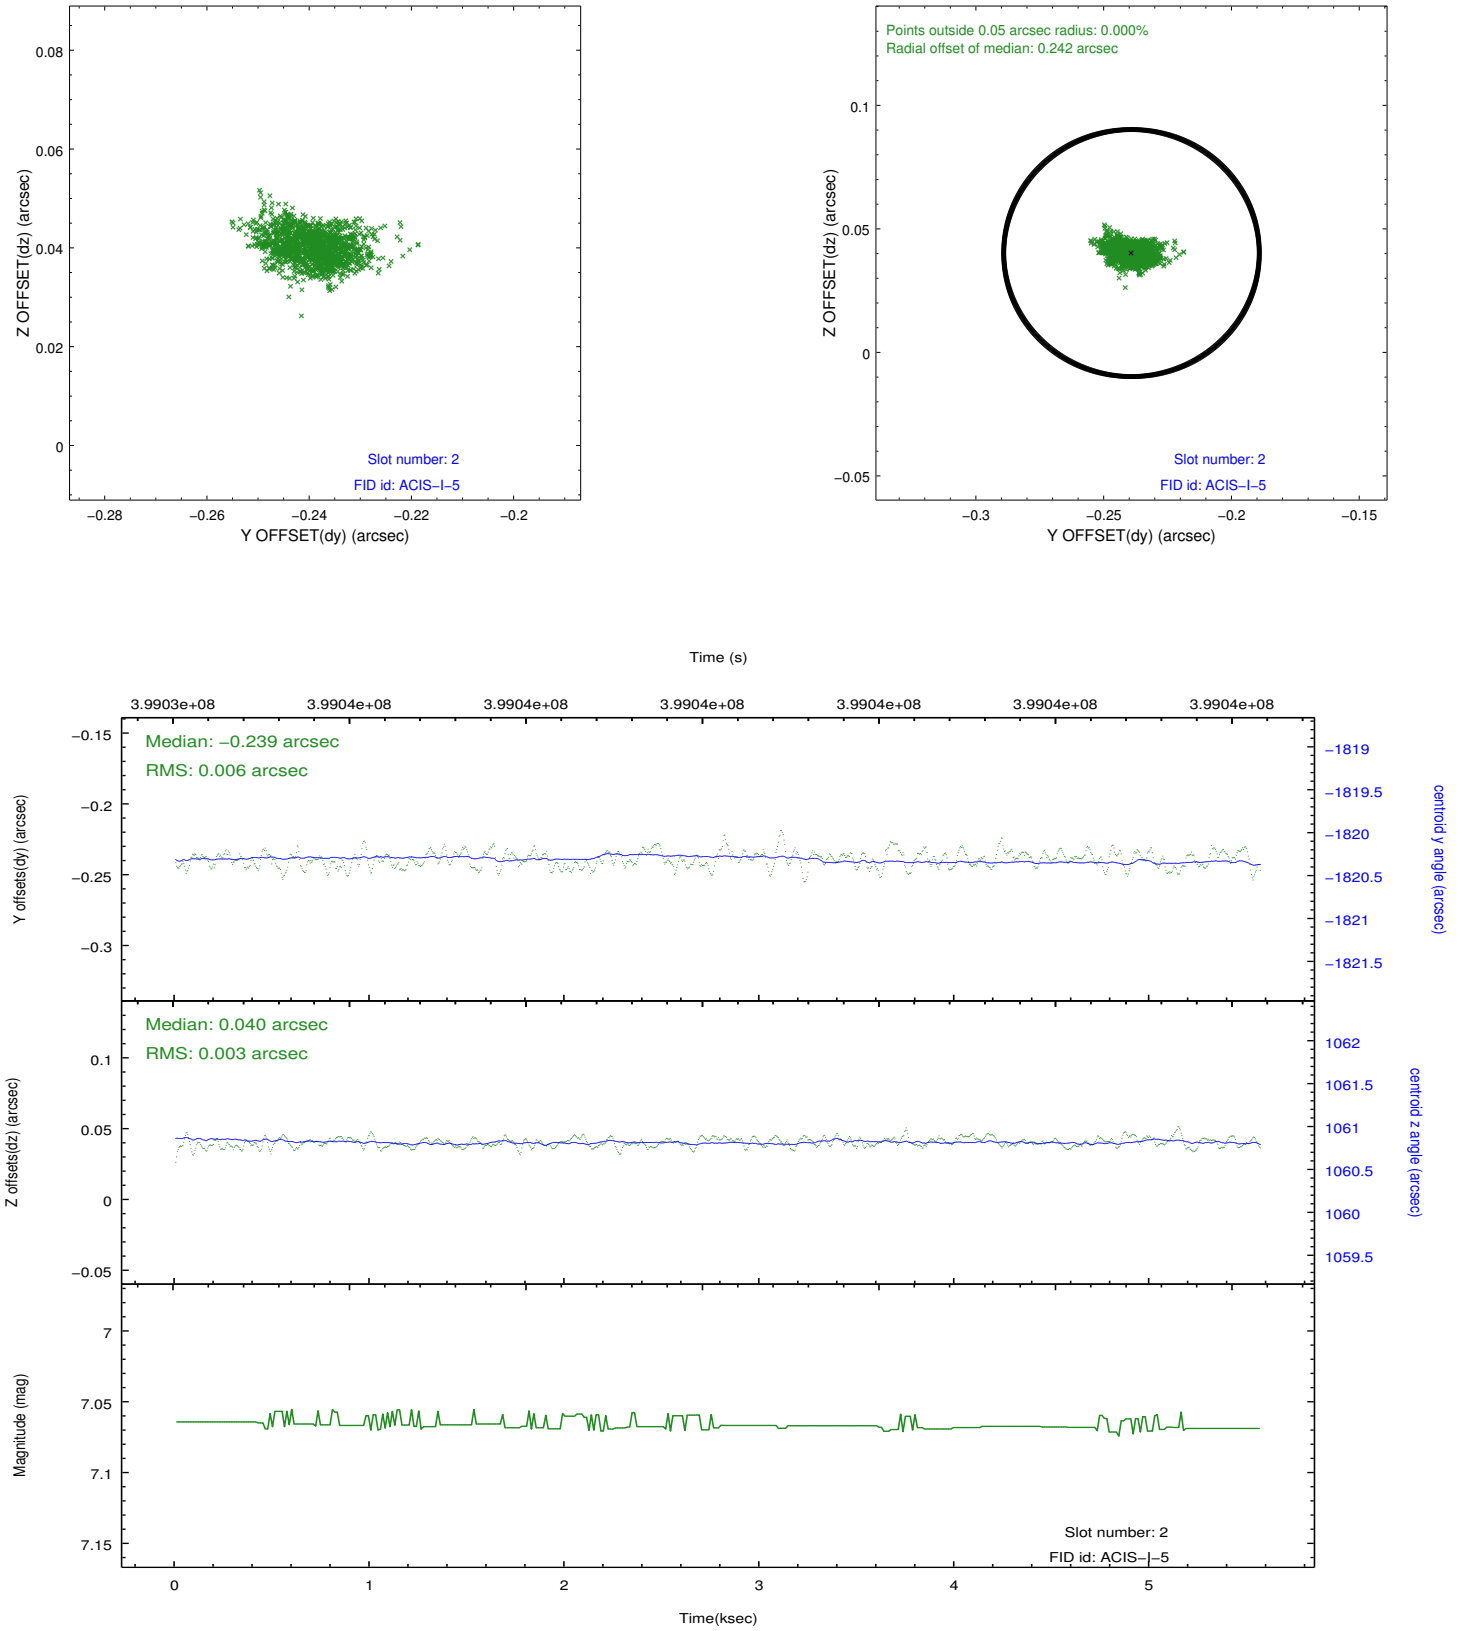 0.08
0.06
0.04
0.02
0
Z OFFSET(dz) (arcsec)
Slot number: 2
FID id: ACIS−I−5
−0.28
−0.26
−0.24
−0.22
−0.2
Y OFFSET(dy) (arcsec)
Points outside 0.05 arcsec radius: 0.000%
Radial offset of median: 0.242 arcsec
0.1
0.05
0
−0.05
Z OFFSET(dz) (arcsec)
Slot number: 2
FID id: ACIS−I−5
−0.3
−0.25
−0.2
−0.15
Y OFFSET(dy) (arcsec)
Time (s)
3.9903e+08
3.9904e+08
3.9904e+08
3.9904e+08
3.9904e+08
3.9904e+08
3.9904e+08
Median: −0.239 arcsec
RMS: 0.006 arcsec
−0.15
−0.2
−0.25
−0.3
Y offsets(dy) (arcsec)
−1819
−1819.5
−1820
−1820.5
−1821
−1821.5
centroid y angle (arcsec)
Median: 0.040 arcsec
RMS: 0.003 arcsec
0.1
0.05
0
−0.05
Z offsets(dz) (arcsec)
1062
1061.5
1061
1060.5
1060
1059.5
centroid z angle (arcsec)
7
7.05
7.1
7.15
Magnitude (mag)
Slot number: 2
FID id: ACIS−I−5
0
1
2
3
4
5
Time(ksec)